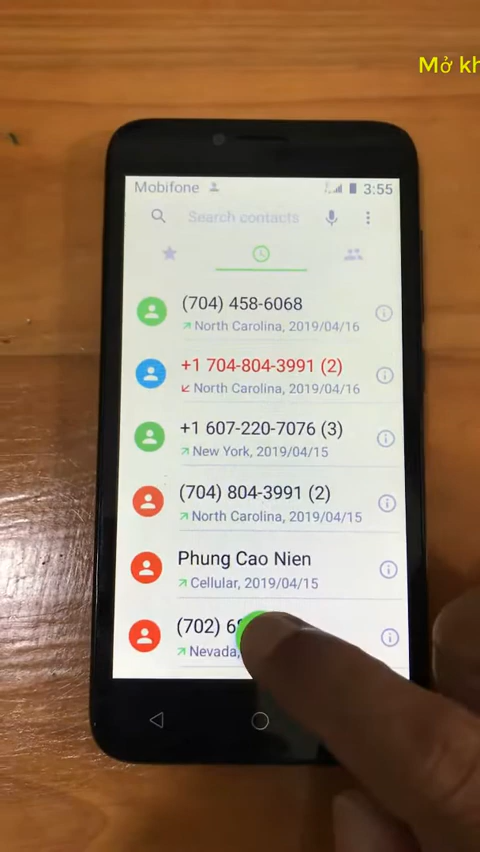 Mở kh
Mobifone 3:55
Search contacts
(704) 458-6068
North Carolina, 2019/04/16
+1 704-804-3991 (2)
North Carolina, 2019/04/16
+1 607-220-7076 (3)
New York, 2019/04/15
(704) 804-3991 (2)
North Carolina, 2019/04/15
Phung Cao Nien
Cellular, 2019/04/15
(702)
Nevada,